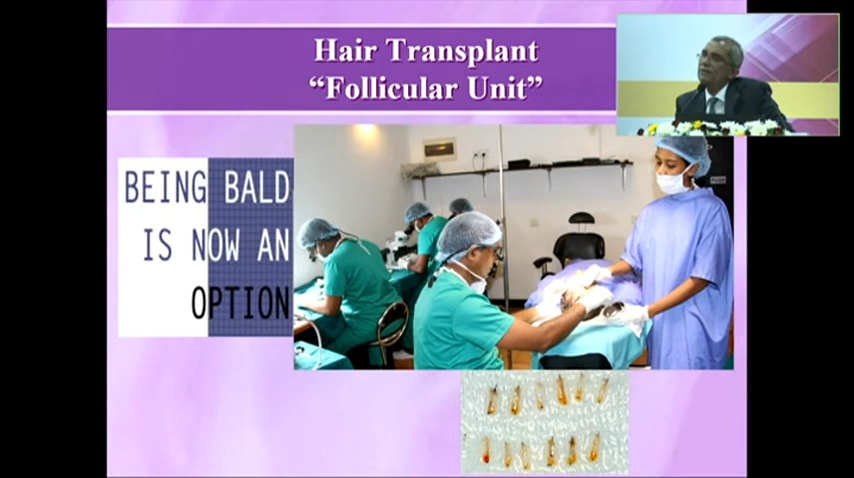 Hair Transplant
“Follicular Unit”
BEING BALD
IS NOW AN
OPTION